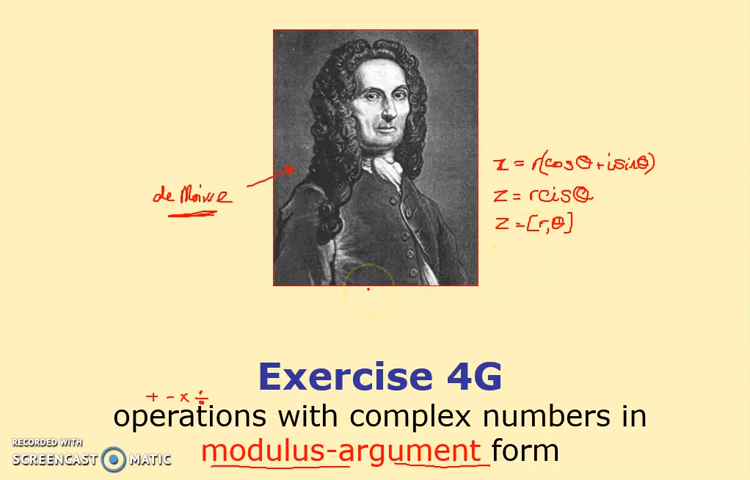 z = r(cosθ + isinθ)
de Moivre
z = rcisθ
z = [r, θ]
Exercise 4G
+ - × ÷
operations with complex numbers in
modulus-argument form
RECORDED WITH
SCREENCAST MATIC